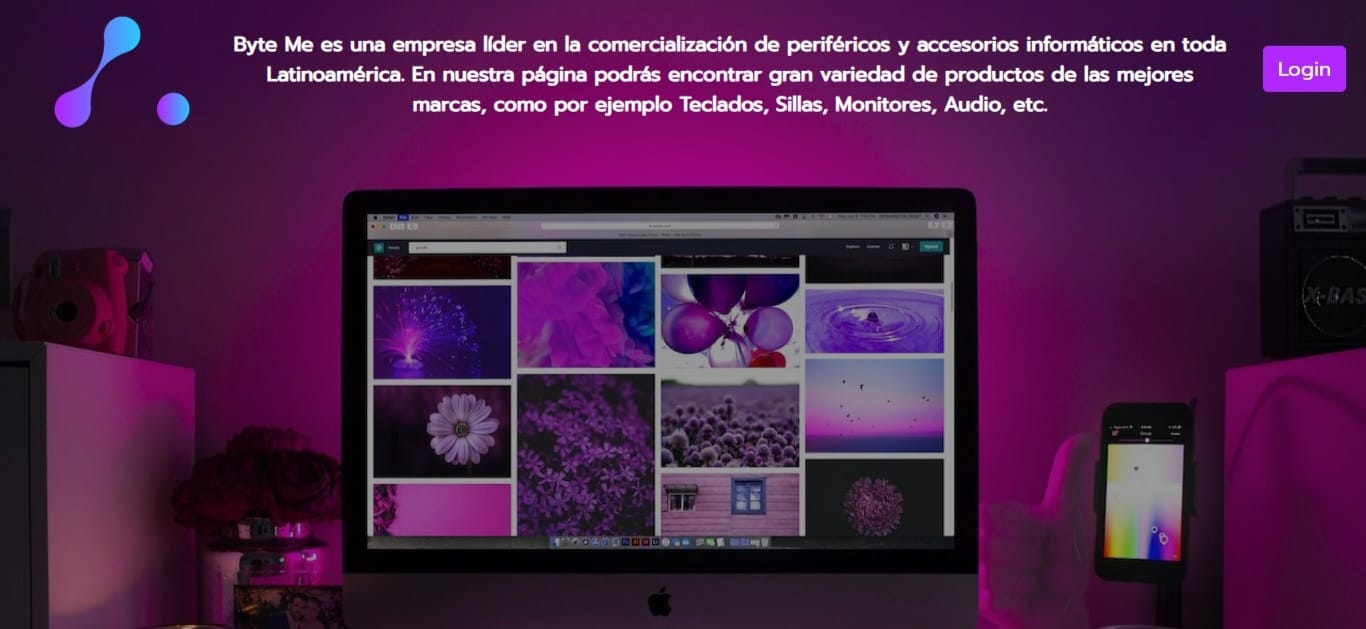 Byte Me es una empresa líder en la comercialización de periféricos y accesorios informáticos en toda
Latinoamérica. En nuestra página podrás encontrar gran variedad de productos de las mejores
marcas, como por ejemplo Teclados, Sillas, Monitores, Audio, etc.
Login
X-BAS